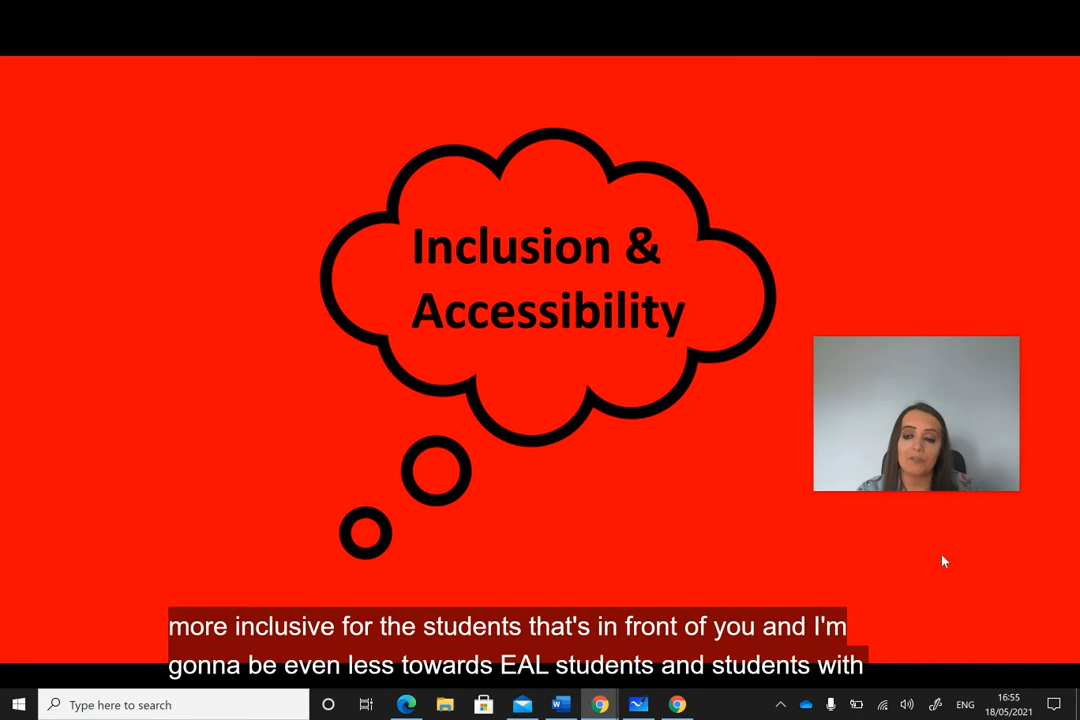 Inclusion &
Accessibility
more inclusive for the students that's in front of you and I'm
gonna be even less towards EAL students and students with
Type here to search
ENG
16:55
18/05/2021